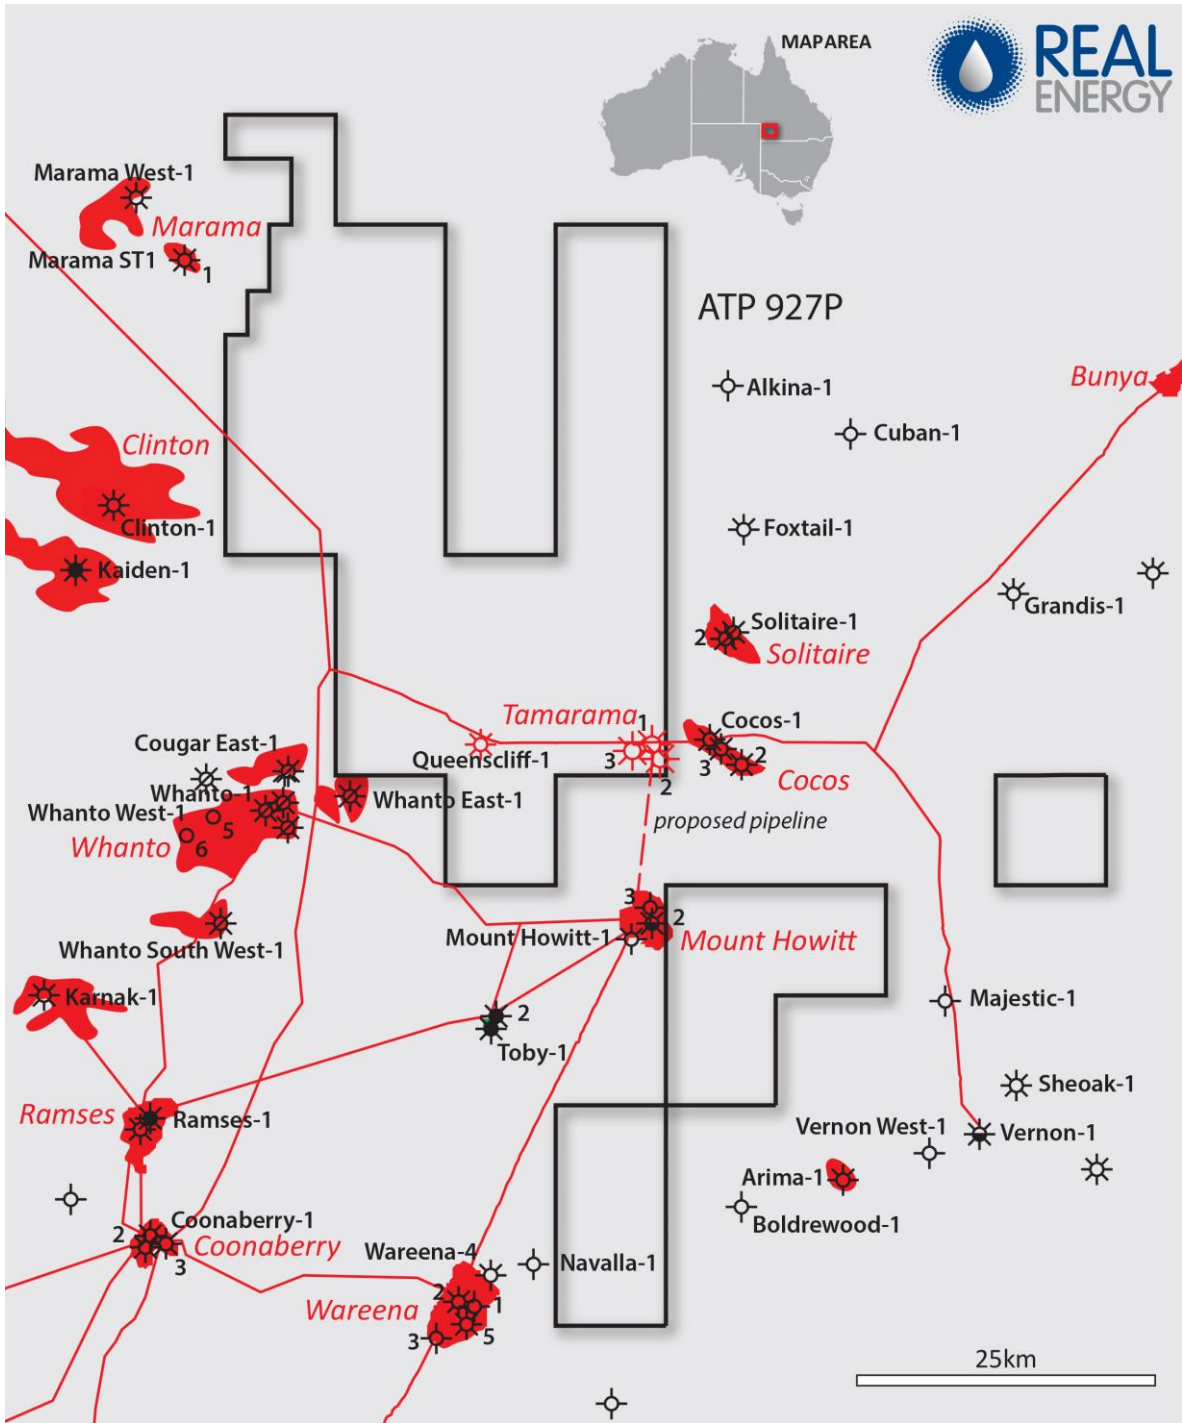 MAPAREA
REAL
ENERGY
Marama West-1
Marama
Marama ST1
1
ATP 927P
Bunya
Alkina-1
Cuban-1
Clinton
Clinton-1
Foxtail-1
Kaiden-1
Grandis-1
Solitaire-1
2
Solitaire
Tamarama
1
Cocos-1
Cougar East-1
Queenscliff-1
3
2
3
2
Cocos
Whanto-1
Whanto East-1
Whanto West-1
5
proposed pipeline
Whanto
6
3
2
Whanto South West-1
Mount Howitt-1
Mount Howitt
Karnak-1
Majestic-1
2
Toby-1
Sheoak-1
Ramses
Ramses-1
Vernon West-1
Vernon-1
Arima-1
Boldrewood-1
Coonaberry-1
2
Coonaberry
3
Wareena-4
Navalla-1
2
1
Wareena
5
3
25km